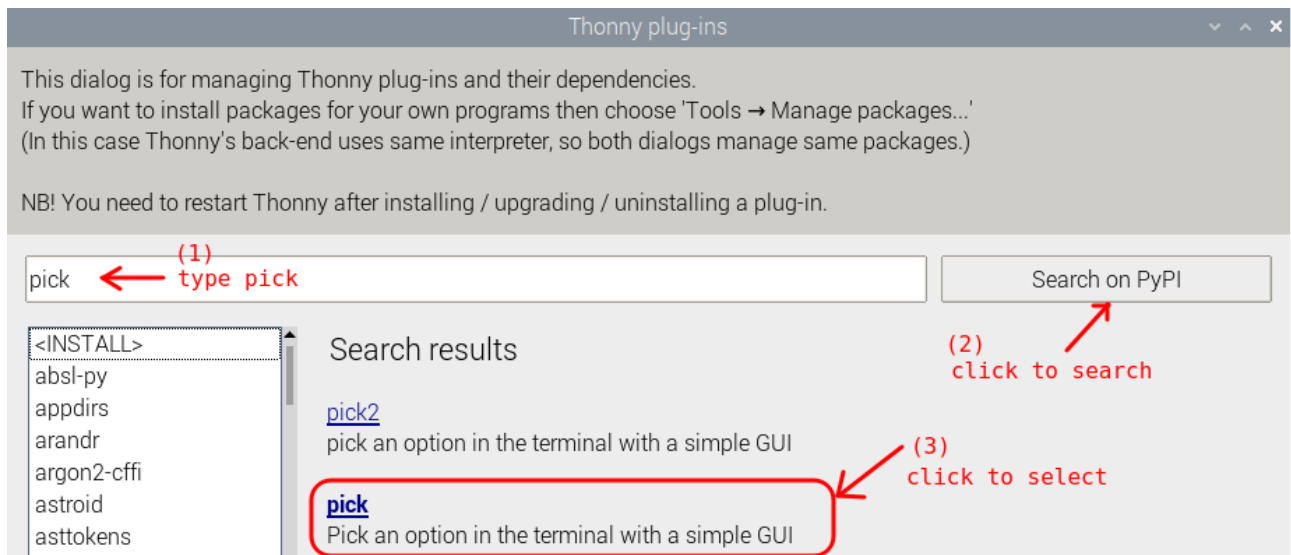 Thonny plug-ins
This dialog is for managing Thonny plug-ins and their dependencies.
If you want to install packages for your own programs then choose 'Tools → Manage packages...'
(In this case Thonny's back-end uses same interpreter, so both dialogs manage same packages.)
NB! You need to restart Thonny after installing / upgrading / uninstalling a plug-in.
(1)
pick
type pick
Search on PyPI
(2)
click to search
<INSTALL>
absl-py
appdirs
arandr
argon2-cffi
astroid
asttokens
Search results
pick2
pick an option in the terminal with a simple GUI
(3)
click to select
pick
Pick an option in the terminal with a simple GUI